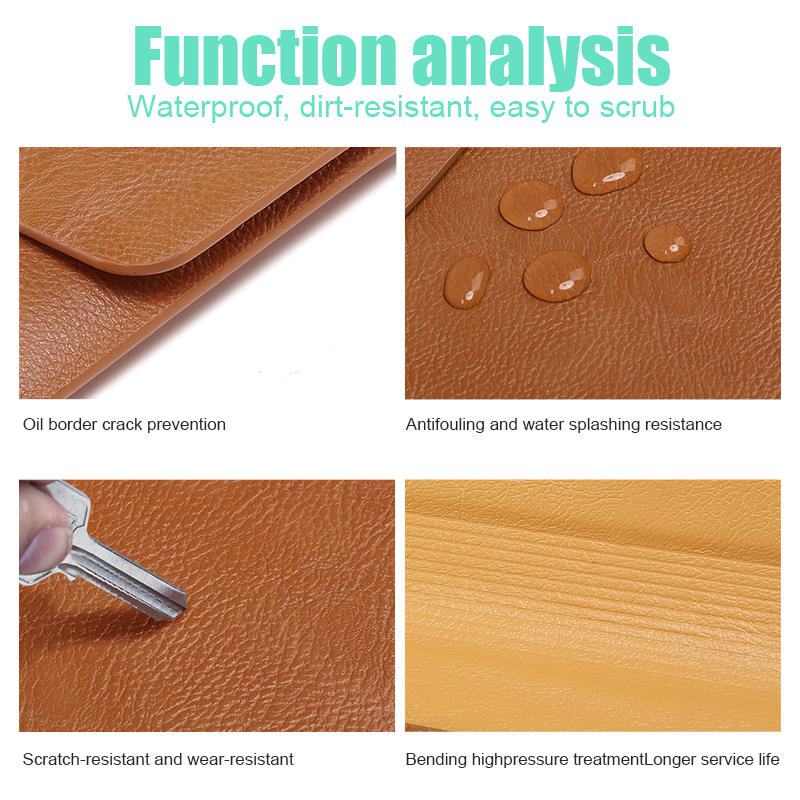 Function analysis
Waterproof, dirt-resistant, easy to scrub
Oil border crack prevention
Antifouling and water splashing resistance
Scratch-resistant and wear-resistant
Bending highpressure treatmentLonger service life